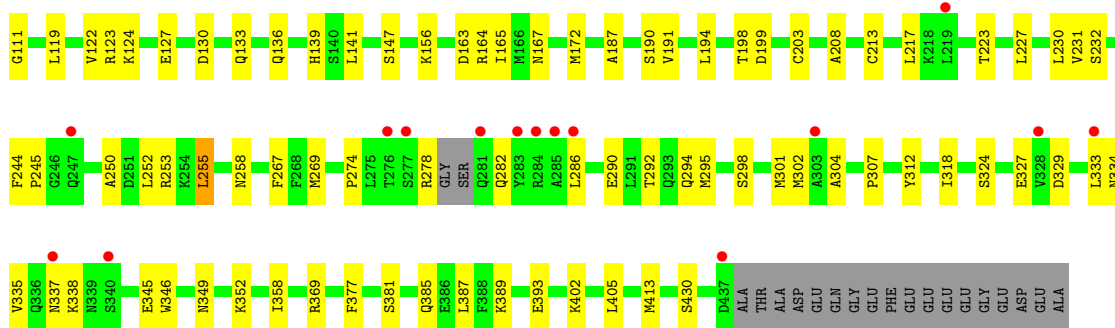 G111 L119 V122 R123 K124 E127 D130 Q133 Q136 H139 S140 L141 S147 K156 D163 R164 I165 M166 N167 M172 A187 S190 V191 L194 T198 D199 C203 A208 C213 L217 K218 L219 T223 L227 L230 V231 S232
F244 P245 G246 Q247 A250 D251 L252 R253 K254 L255 N258 F267 F268 M269 P274 L275 T276 S277 R278 GLY SER Q281 Q282 Y283 R284 A285 L286 E290 L291 T292 Q293 Q294 M295 S298 M301 M302 A303 A304 P307 Y312 I318 S324 E327 V328 D329 L333 N334
V335 Q336 N337 K338 N339 S340 E345 W346 N349 K352 I358 R369 F377 S381 Q385 E386 L387 F388 K389 E393 K402 L405 M413 S430 D437 ALA THR ALA ASP GLU GLN GLY GLU PHE GLU GLU GLU GLU GLY GLU ASP GLU ALA